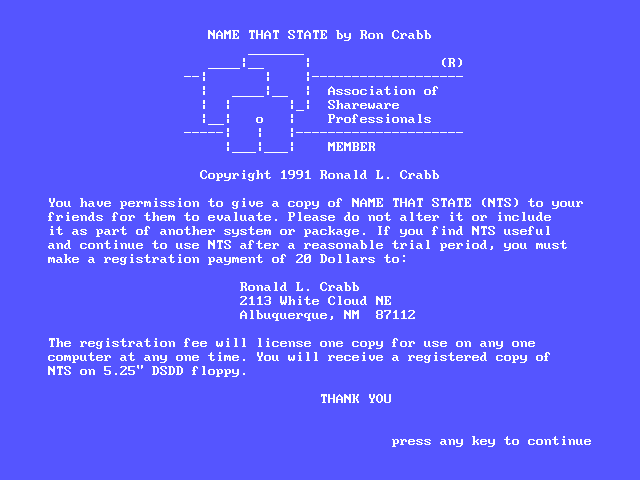 NAME THAT STATE by Ron Crabb
(R)
Association of
Shareware
Professionals
MEMBER
Copyright 1991 Ronald L. Crabb
You have permission to give a copy of NAME THAT STATE (NTS) to your
friends for them to evaluate. Please do not alter it or include
it as part of another system or package. If you find NTS useful
and continue to use NTS after a reasonable trial period, you must
make a registration payment of 20 Dollars to:
Ronald L. Crabb
2113 White Cloud NE
Albuquerque, NM  87112
The registration fee will license one copy for use on any one
computer at any one time. You will receive a registered copy of
NTS on 5.25" DSDD floppy.
THANK YOU
press any key to continue